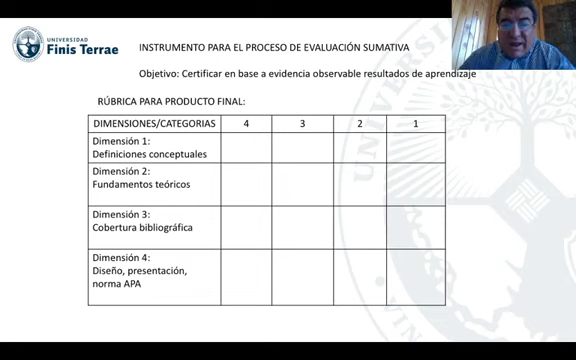 UNIVERSIDAD
Finis Terrae
INSTRUMENTO PARA EL PROCESO DE EVALUACIÓN SUMATIVA
Objetivo: Certificar en base a evidencia observable resultados de aprendizaje
RÚBRICA PARA PRODUCTO FINAL:
DIMENSIONES/CATEGORIAS 4 3 2 1
Dimensión 1:
Definiciones conceptuales
Dimensión 2:
Fundamentos teóricos
Dimensión 3:
Cobertura bibliográfica
Dimensión 4:
Diseño, presentación,
norma APA